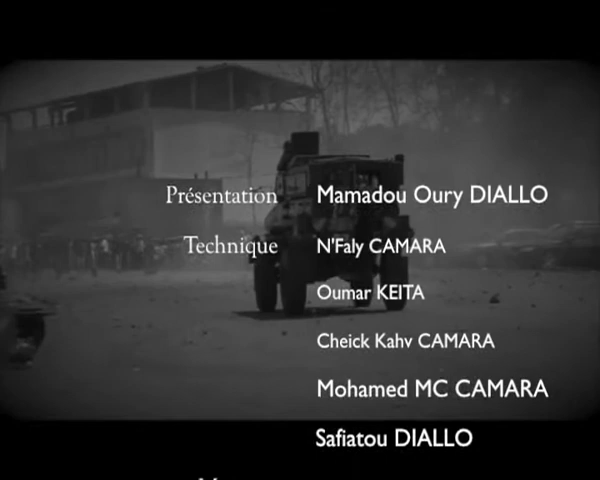 Présentation Mamadou Oury DIALLO
Technique N'Faly CAMARA
Oumar KEITA
Cheick Kahv CAMARA
Mohamed MC CAMARA
Safiatou DIALLO